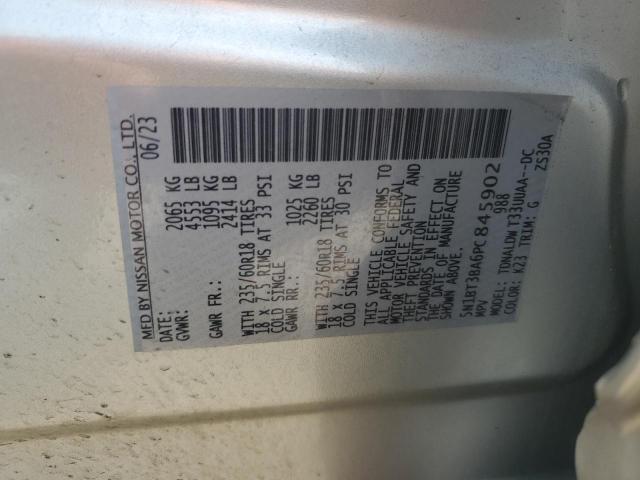 MFD BY NISSAN MOTOR CO., LTD.
DATE: 06/23
GVWR: 2065 KG
4553 LB
GAWR FR.: 1095 KG
2414 LB
WITH 235/60R18 TIRES
18 x 7.5 RIMS AT 33 PSI
COLD SINGLE
GAWR RR.: 1025 KG
2260 LB
WITH 235/60R18 TIRES
18 x 7.5 RIMS AT 30 PSI
COLD SINGLE
THIS VEHICLE CONFORMS TO
ALL APPLICABLE FEDERAL
MOTOR VEHICLE SAFETY AND
THEFT PREVENTION
STANDARDS IN EFFECT ON
THE DATE OF MANUFACTURE
SHOWN ABOVE.
5N1BT3BA6PC845902
MPV 988
MODEL: TDNALDW T33UUAA--DC
COLOR: K23 TRIM: G ZS30A